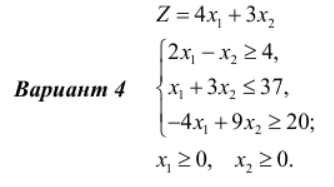 Z = 4x₁ + 3x₂
2x₁ − x₂ ≥ 4,
Вариант 4 { x₁ + 3x₂ ≤ 37,
−4x₁ + 9x₂ ≥ 20;
x₁ ≥ 0, x₂ ≥ 0.